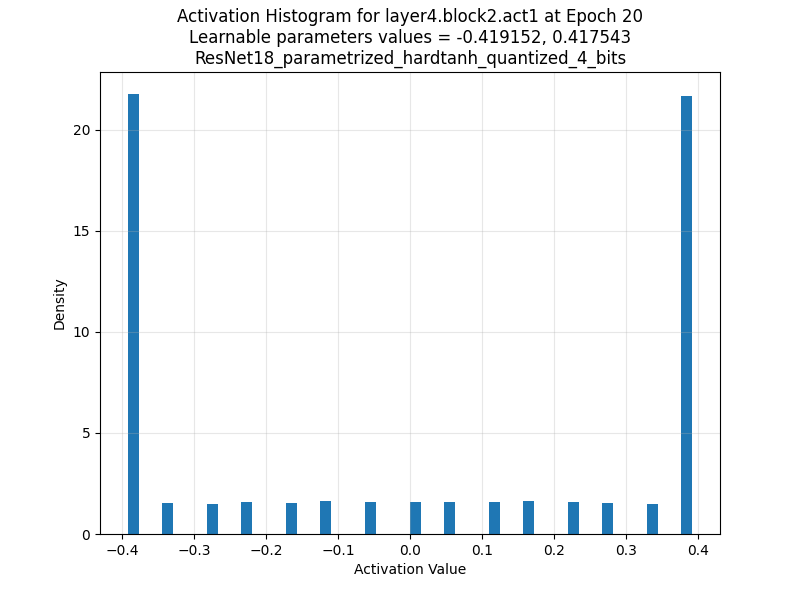 Activation Histogram for layer4.block2.act1 at Epoch 20
Learnable parameters values = -0.419152, 0.417543
ResNet18_parametrized_hardtanh_quantized_4_bits
20
15
10
5
0
Density
−0.4 −0.3 −0.2 −0.1 0.0 0.1 0.2 0.3 0.4
Activation Value